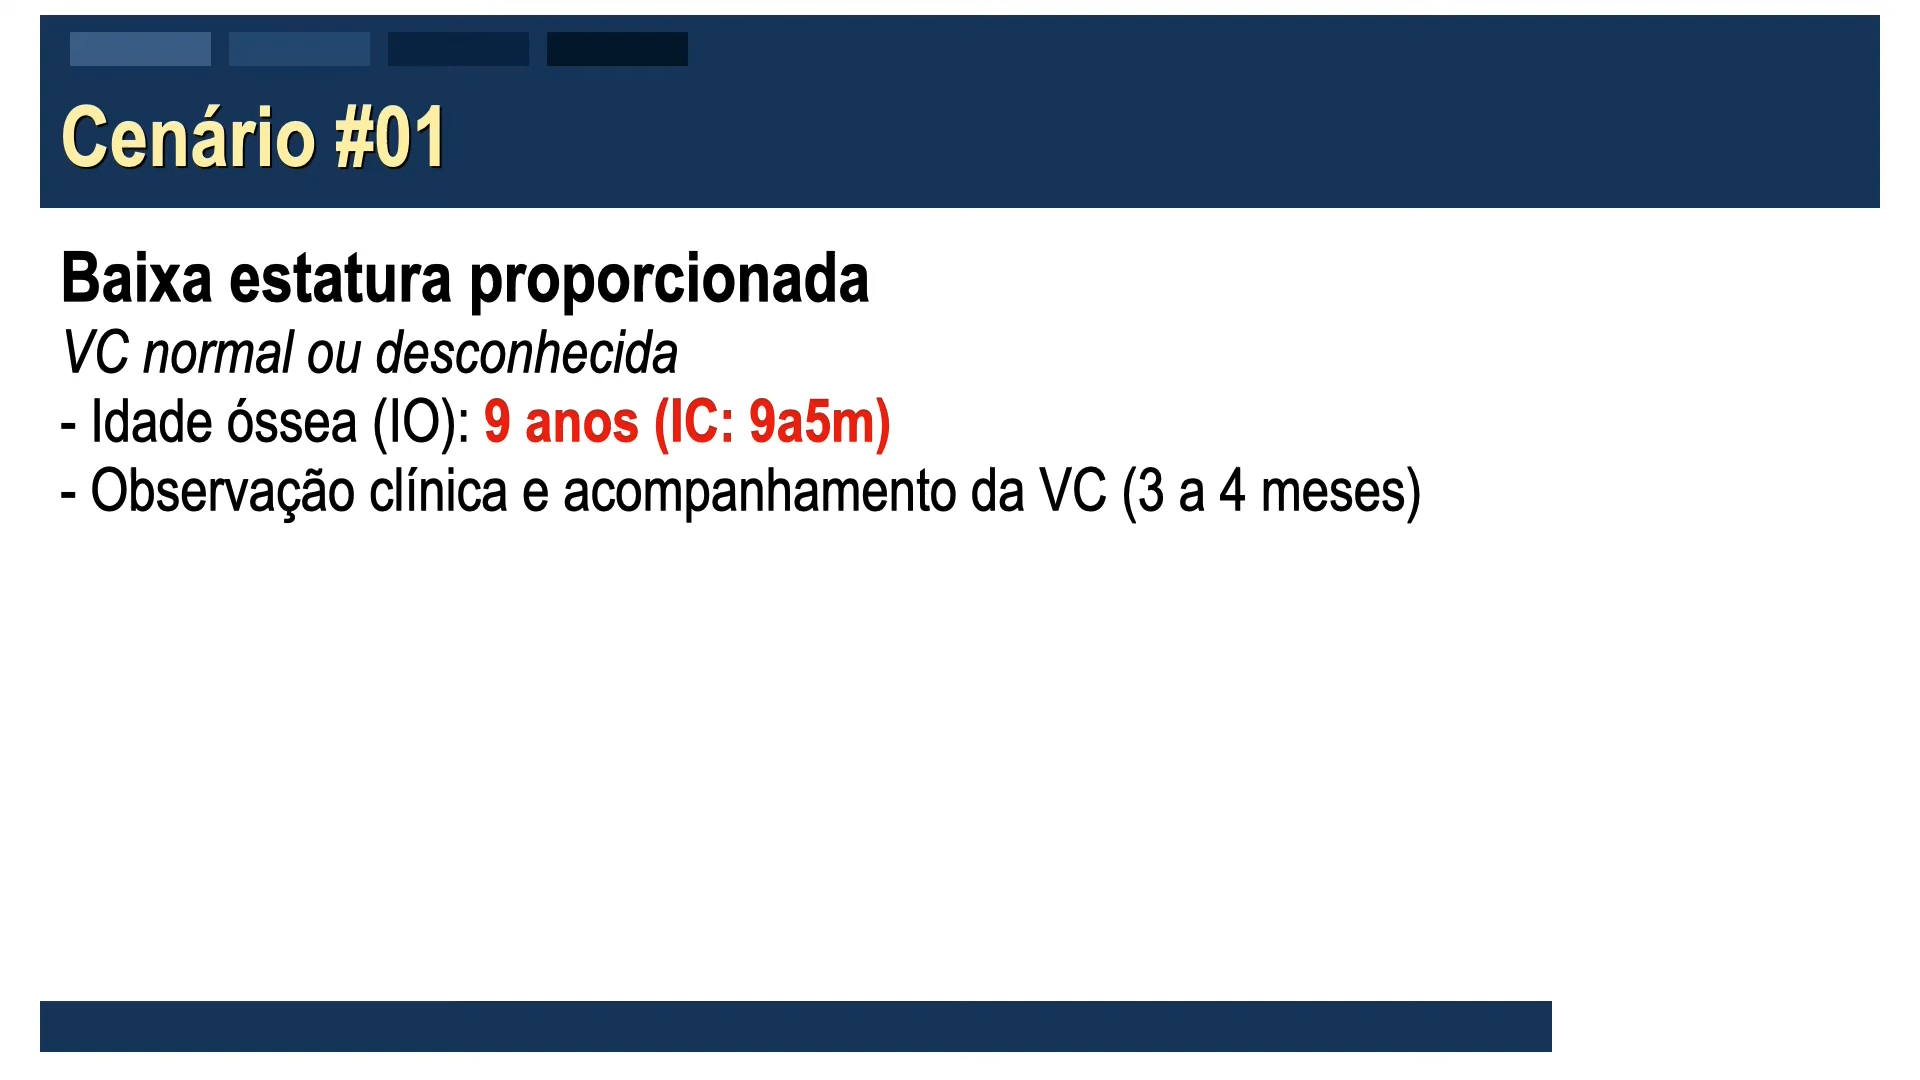 Cenário #01
Baixa estatura proporcionada
VC normal ou desconhecida
- Idade óssea (IO): 9 anos (IC: 9a5m)
- Observação clínica e acompanhamento da VC (3 a 4 meses)